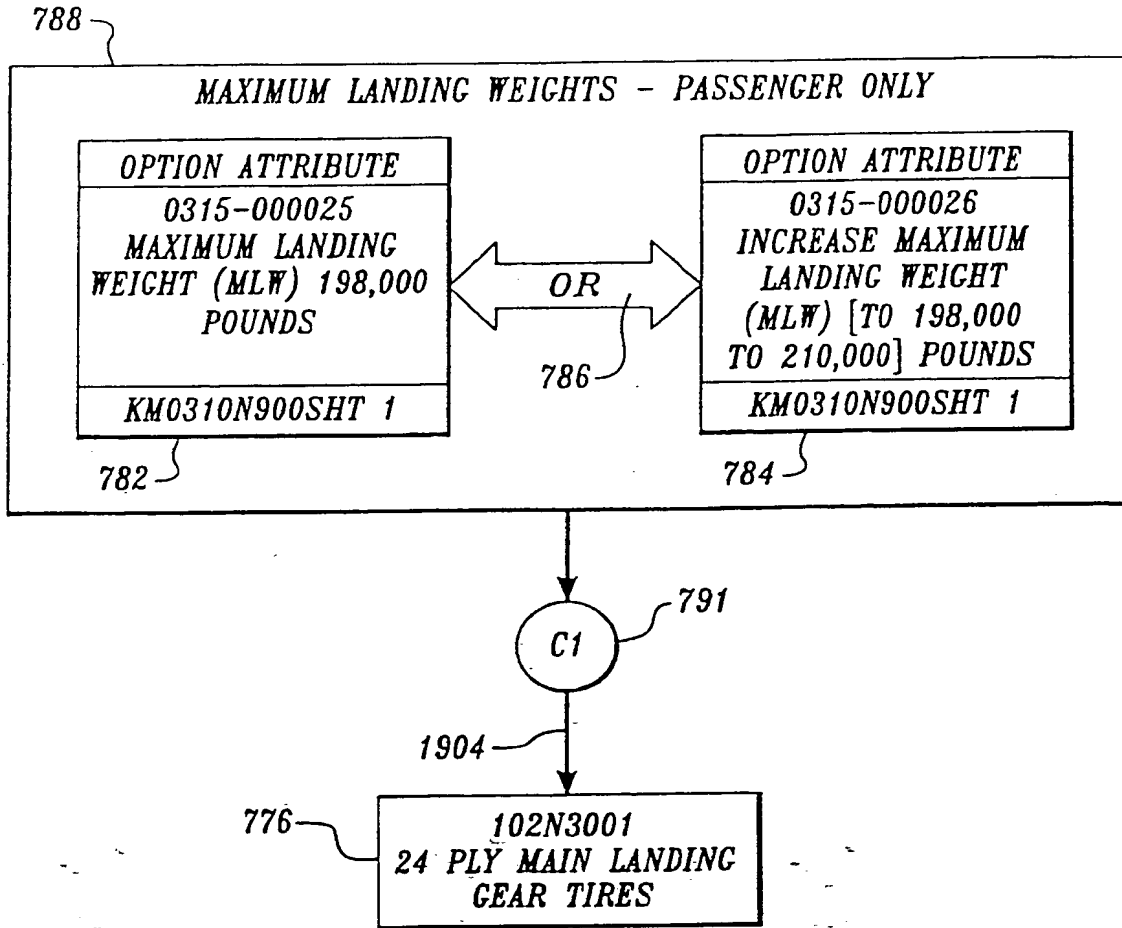 788
MAXIMUM LANDING WEIGHTS - PASSENGER ONLY
OPTION ATTRIBUTE
0315-000025
MAXIMUM LANDING
WEIGHT (MLW) 198,000
POUNDS
KM0310N900SHT 1
782
OR
786
OPTION ATTRIBUTE
0315-000026
INCREASE MAXIMUM
LANDING WEIGHT
(MLW) [TO 198,000
TO 210,000] POUNDS
KM0310N900SHT 1
784
C1
791
1904
776
102N3001
24 PLY MAIN LANDING
GEAR TIRES